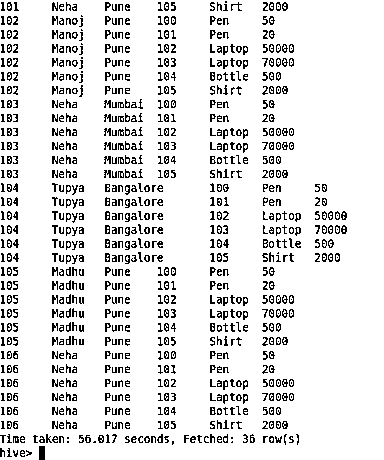 101 Neha Pune 105 Shirt 2000
102 Manoj Pune 100 Pen 50
102 Manoj Pune 101 Pen 20
102 Manoj Pune 102 Laptop 50000
102 Manoj Pune 103 Laptop 70000
102 Manoj Pune 104 Bottle 500
102 Manoj Pune 105 Shirt 2000
103 Neha Mumbai 100 Pen 50
103 Neha Mumbai 101 Pen 20
103 Neha Mumbai 102 Laptop 50000
103 Neha Mumbai 103 Laptop 70000
103 Neha Mumbai 104 Bottle 500
103 Neha Mumbai 105 Shirt 2000
104 Tupya Bangalore 100 Pen 50
104 Tupya Bangalore 101 Pen 20
104 Tupya Bangalore 102 Laptop 50000
104 Tupya Bangalore 103 Laptop 70000
104 Tupya Bangalore 104 Bottle 500
104 Tupya Bangalore 105 Shirt 2000
105 Madhu Pune 100 Pen 50
105 Madhu Pune 101 Pen 20
105 Madhu Pune 102 Laptop 50000
105 Madhu Pune 103 Laptop 70000
105 Madhu Pune 104 Bottle 500
105 Madhu Pune 105 Shirt 2000
106 Neha Pune 100 Pen 50
106 Neha Pune 101 Pen 20
106 Neha Pune 102 Laptop 50000
106 Neha Pune 103 Laptop 70000
106 Neha Pune 104 Bottle 500
106 Neha Pune 105 Shirt 2000
Time taken: 56.017 seconds, Fetched: 36 row(s)
hive>